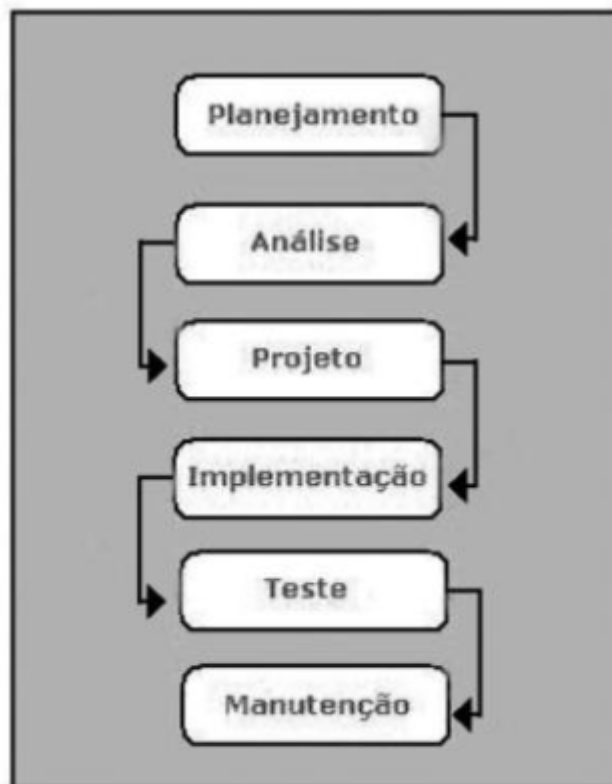 Planejamento
Análise
Projeto
Implementação
Teste
Manutenção